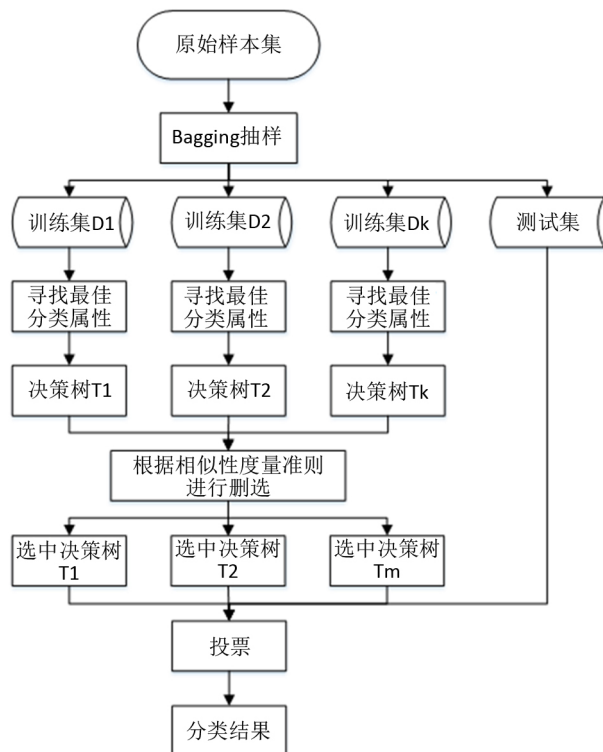 原始样本集
Bagging抽样
训练集D1
训练集D2
训练集Dk
测试集
寻找最佳
分类属性
寻找最佳
分类属性
寻找最佳
分类属性
决策树T1
决策树T2
决策树Tk
根据相似性度量准则
进行删选
选中决策树
T1
选中决策树
T2
选中决策树
Tm
投票
分类结果